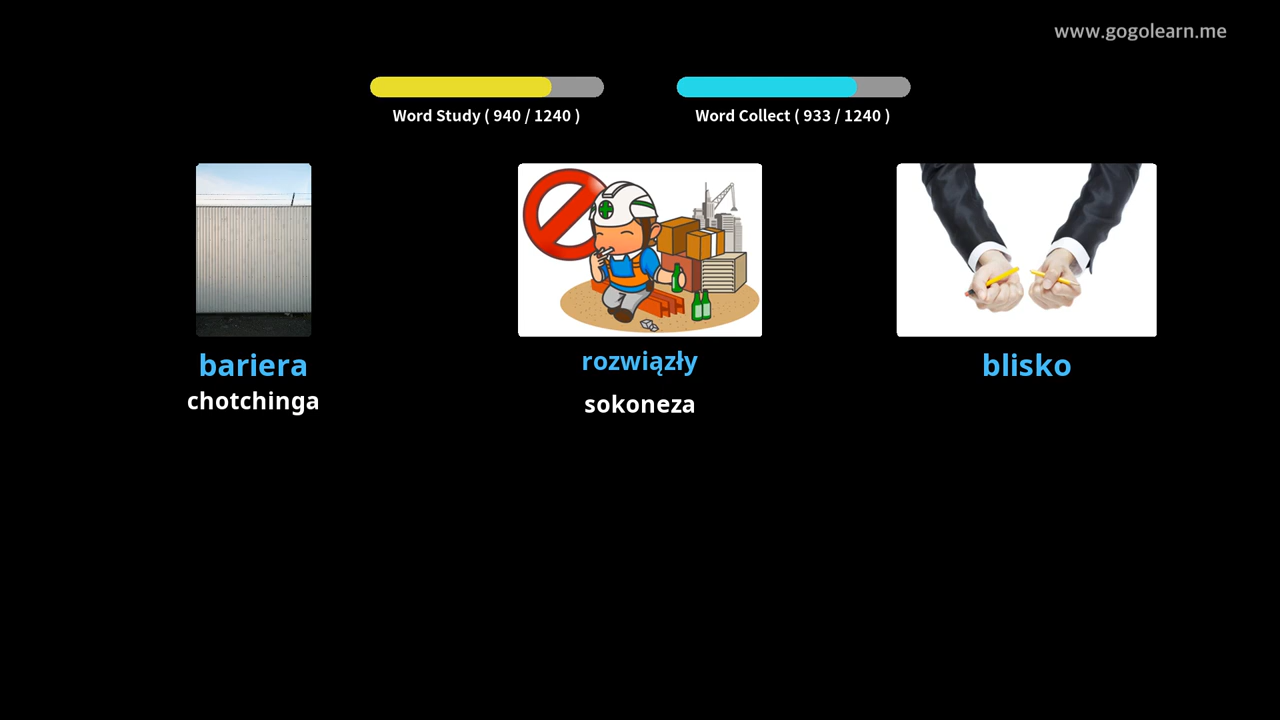 www.gogolearn.me
Word Study ( 940 / 1240 )
Word Collect ( 933 / 1240 )
bariera
chotchinga
rozwiązły
sokoneza
blisko